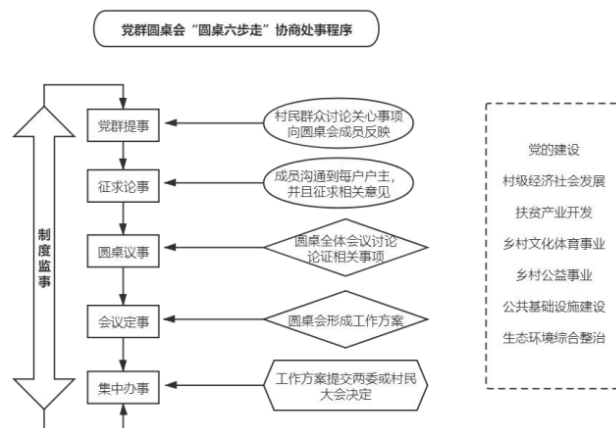 党群圆桌会“圆桌六步走”协商处事程序
党群提事
村民群众讨论关心事项
向圆桌会成员反映
征求论事
成员沟通到每户户主，
并且征求相关意见
圆桌议事
圆桌全体会议讨论
论证相关事项
会议定事
圆桌会形成工作方案
集中办事
工作方案提交两委或村民
大会决定
制度监事
党的建设
村级经济社会发展
扶贫产业开发
乡村文化体育事业
乡村公益事业
公共基础设施建设
生态环境综合整治